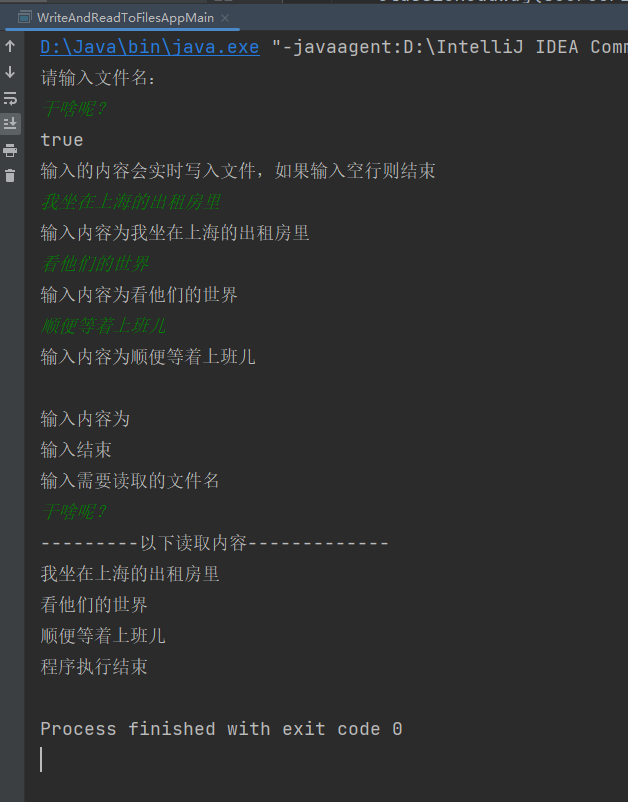 WriteAndReadToFilesAppMain ×
D:\Java\bin\java.exe "-javaagent:D:\IntelliJ IDEA Comm
请输入文件名:
干啥呢？
true
输入的内容会实时写入文件，如果输入空行则结束
我坐在上海的出租房里
输入内容为我坐在上海的出租房里
看他们的世界
输入内容为看他们的世界
顺便等着上班儿
输入内容为顺便等着上班儿
输入内容为
输入结束
输入需要读取的文件名
干啥呢？
---------以下读取内容-------------
我坐在上海的出租房里
看他们的世界
顺便等着上班儿
程序执行结束
Process finished with exit code 0